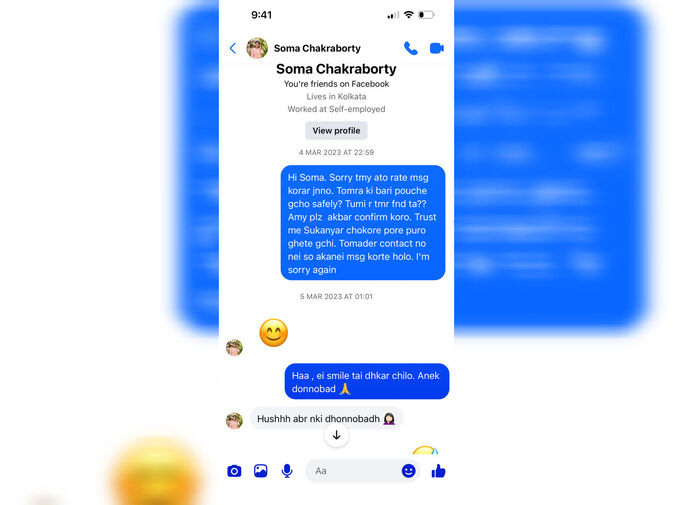 9:41
Soma Chakraborty
Soma Chakraborty
You're friends on Facebook
Lives in Kolkata
Worked at Self-employed
View profile
4 MAR 2023 AT 22:59
Hi Soma. Sorry tmy ato rate msg
korar jnno. Tomra ki bari pouche
gcho safely? Tumi r tmr fnd ta??
Amy plz akbar confirm koro. Trust
me Sukanyar chokore pore puro
ghete gchi. Tomader contact no
nei so akanei msg korte holo. I'm
sorry again
5 MAR 2023 AT 01:01
😊
Haa , ei smile tai dhkar chilo. Anek
donnobad 🙏
Hushhh abr nki dhonnobadh 🤦🏻‍♀️
Aa